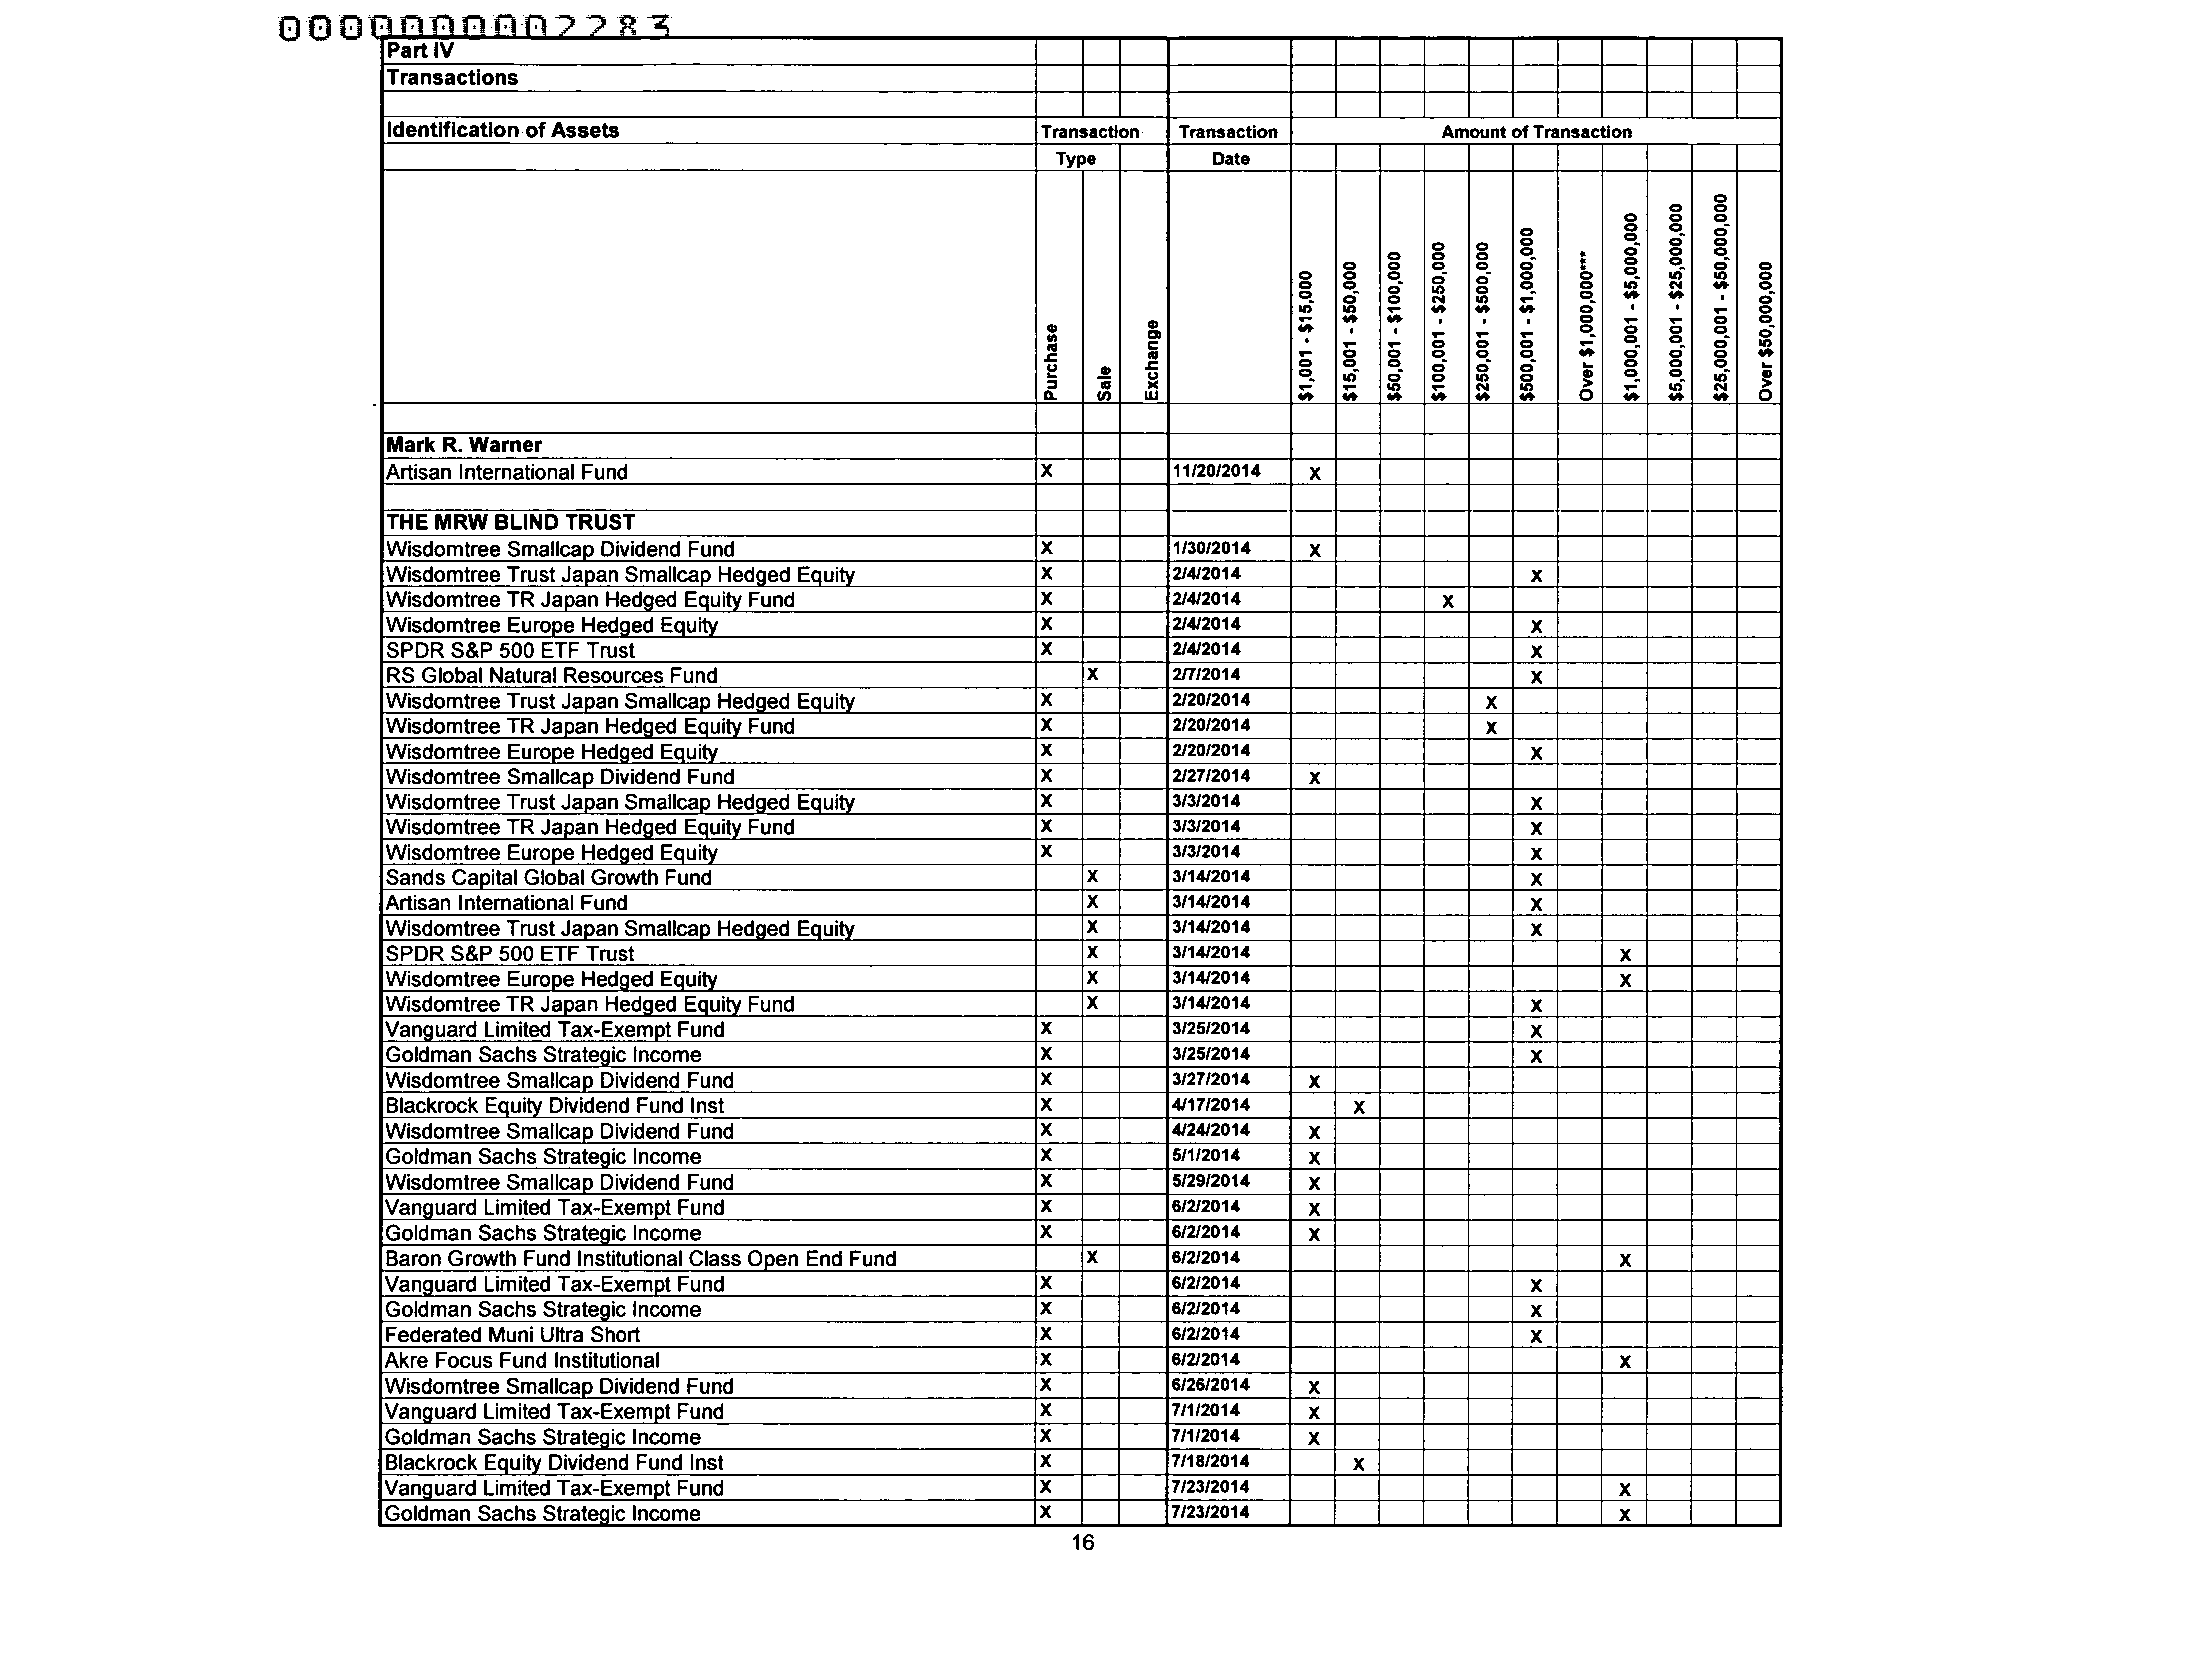 0000000002283
Part IV
Transactions
Identification of Assets Transaction Transaction Amount of Transaction
Type Date
Purchase Sale Exchange $1,001 - $15,000 $15,001 - $50,000 $50,001 - $100,000 $100,001 - $250,000 $250,001 - $500,000 $500,001 - $1,000,000 Over $1,000,000*** $1,000,001 - $5,000,000 $5,000,001 - $25,000,000 $25,000,001 - $50,000,000 Over $50,000,000
Mark R. Warner
Artisan International Fund X 11/20/2014 X
THE MRW BLIND TRUST
Wisdomtree Smallcap Dividend Fund X 1/30/2014 X
Wisdomtree Trust Japan Smallcap Hedged Equity X 2/4/2014 X
Wisdomtree TR Japan Hedged Equity Fund X 2/4/2014 X
Wisdomtree Europe Hedged Equity X 2/4/2014 X
SPDR S&P 500 ETF Trust X 2/4/2014 X
RS Global Natural Resources Fund X 2/7/2014 X
Wisdomtree Trust Japan Smallcap Hedged Equity X 2/20/2014 X
Wisdomtree TR Japan Hedged Equity Fund X 2/20/2014 X
Wisdomtree Europe Hedged Equity X 2/20/2014 X
Wisdomtree Smallcap Dividend Fund X 2/27/2014 X
Wisdomtree Trust Japan Smallcap Hedged Equity X 3/3/2014 X
Wisdomtree TR Japan Hedged Equity Fund X 3/3/2014 X
Wisdomtree Europe Hedged Equity X 3/3/2014 X
Sands Capital Global Growth Fund X 3/14/2014 X
Artisan International Fund X 3/14/2014 X
Wisdomtree Trust Japan Smallcap Hedged Equity X 3/14/2014 X
SPDR S&P 500 ETF Trust X 3/14/2014 X
Wisdomtree Europe Hedged Equity X 3/14/2014 X
Wisdomtree TR Japan Hedged Equity Fund X 3/14/2014 X
Vanguard Limited Tax-Exempt Fund X 3/25/2014 X
Goldman Sachs Strategic Income X 3/25/2014 X
Wisdomtree Smallcap Dividend Fund X 3/27/2014 X
Blackrock Equity Dividend Fund Inst X 4/17/2014 X
Wisdomtree Smallcap Dividend Fund X 4/24/2014 X
Goldman Sachs Strategic Income X 5/1/2014 X
Wisdomtree Smallcap Dividend Fund X 5/29/2014 X
Vanguard Limited Tax-Exempt Fund X 6/2/2014 X
Goldman Sachs Strategic Income X 6/2/2014 X
Baron Growth Fund Institutional Class Open End Fund X 6/2/2014 X
Vanguard Limited Tax-Exempt Fund X 6/2/2014 X
Goldman Sachs Strategic Income X 6/2/2014 X
Federated Muni Ultra Short X 6/2/2014 X
Akre Focus Fund Institutional X 6/2/2014 X
Wisdomtree Smallcap Dividend Fund X 6/26/2014 X
Vanguard Limited Tax-Exempt Fund X 7/1/2014 X
Goldman Sachs Strategic Income X 7/1/2014 X
Blackrock Equity Dividend Fund Inst X 7/18/2014 X
Vanguard Limited Tax-Exempt Fund X 7/23/2014 X
Goldman Sachs Strategic Income X 7/23/2014 X
16